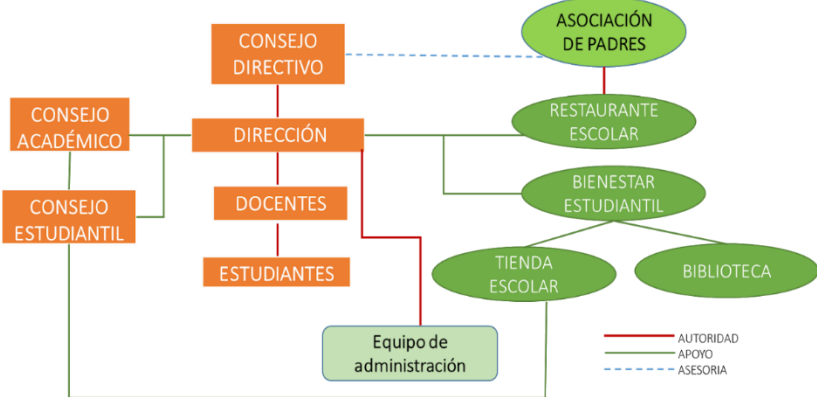 ASOCIACIÓN
DE PADRES
CONSEJO
DIRECTIVO
CONSEJO
ACADÉMICO
DIRECCIÓN
RESTAURANTE
ESCOLAR
CONSEJO
ESTUDIANTIL
DOCENTES
BIENESTAR
ESTUDIANTIL
ESTUDIANTES
TIENDA
ESCOLAR
BIBLIOTECA
Equipo de
administración
AUTORIDAD
APOYO
ASESORIA